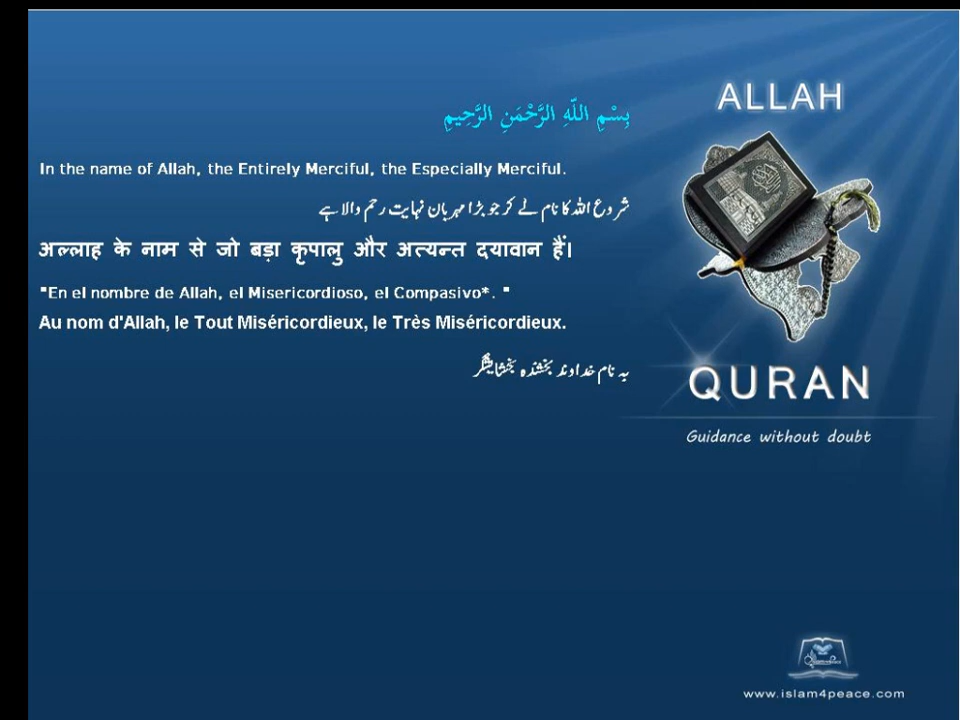 بِسْمِ اللّهِ الرَّحْمَنِ الرَّحِيمِ
In the name of Allah, the Entirely Merciful, the Especially Merciful.
شروع اللہ کا نام لے کر جو بڑا مہربان نہایت رحم والا ہے
अल्लाह के नाम से जो बड़ा कृपालु और अत्यन्त दयावान हैं।
"En el nombre de Allah, el Misericordioso, el Compasivo*. "
Au nom d'Allah, le Tout Miséricordieux, le Très Miséricordieux.
به نام خداوند بخشنده بخشایشگر
ALLAH
QURAN
Guidance without doubt
www.islam4peace.com